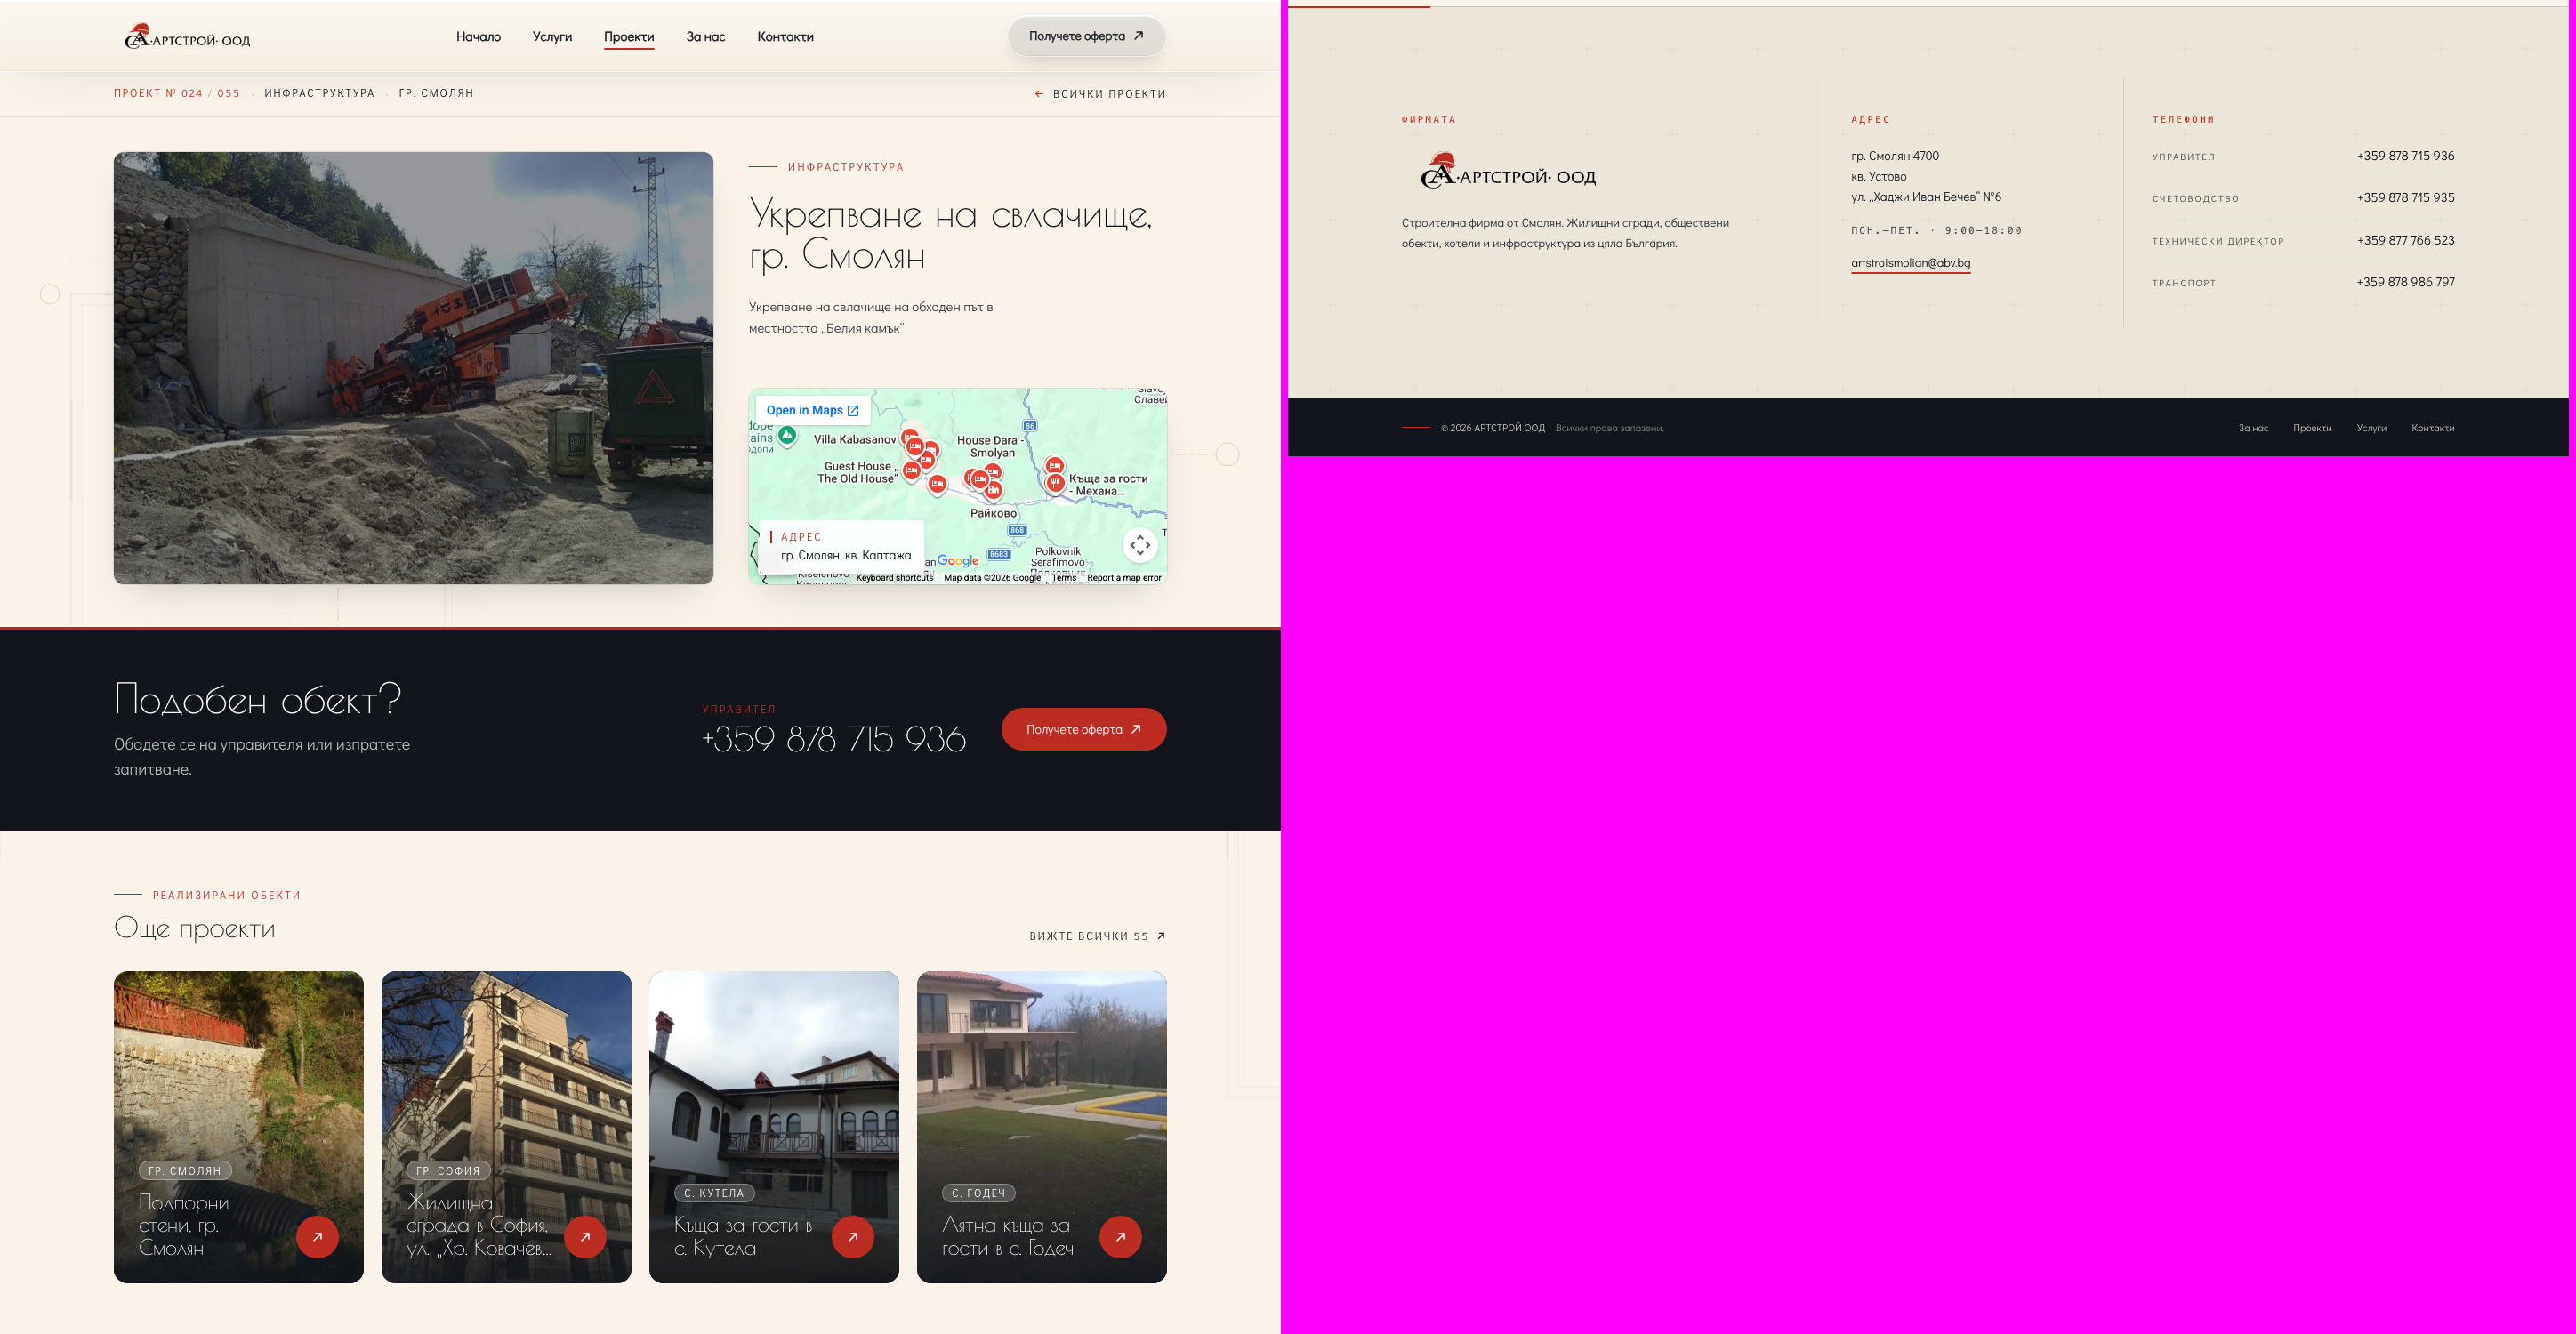 АРТСТРОЙ· ООД
Начало
Услуги
Проекти
За нас
Контакти
Получете оферта
ПРОЕКТ № 024 / 055 · ИНФРАСТРУКТУРА · ГР. СМОЛЯН
ВСИЧКИ ПРОЕКТИ
ИНФРАСТРУКТУРА
Укрепване на свлачище,
гр. Смолян
Укрепване на свлачище на обходен път в
местността „Белия камък“
Open in Maps
Villa Kabasanov
House Dara -
Smolyan
Guest House „
The Old House“
Къща за гости
- Механа...
Славей
86
Райково
868
8683
Polkovnik
Serafimovo
АДРЕС
гр. Смолян, кв. Каптажа
Google
Keyboard shortcuts
Map data ©2026 Google
Terms
Report a map error
Подобен обект?
Обадете се на управителя или изпратете
запитване.
УПРАВИТЕЛ
+359 878 715 936
Получете оферта
РЕАЛИЗИРАНИ ОБЕКТИ
Още проекти
ВИЖТЕ ВСИЧКИ 55
ГР. СМОЛЯН
Подпорни
стени, гр.
Смолян
ГР. СОФИЯ
Жилищна
сграда в София,
ул. „Хр. Ковачев...
С. КУТЕЛА
Къща за гости в
с. Кутела
С. ГОДЕЧ
Лятна къща за
гости в с. Годеч
ФИРМАТА
АРТСТРОЙ· ООД
Строителна фирма от Смолян. Жилищни сгради, обществени
обекти, хотели и инфраструктура из цяла България.
АДРЕС
гр. Смолян 4700
кв. Устово
ул. „Хаджи Иван Бечев“ №6
ПОН.—ПЕТ. · 9:00—18:00
artstroismolian@abv.bg
ТЕЛЕФОНИ
УПРАВИТЕЛ
+359 878 715 936
СЧЕТОВОДСТВО
+359 878 715 935
ТЕХНИЧЕСКИ ДИРЕКТОР
+359 877 766 523
ТРАНСПОРТ
+359 878 986 797
© 2026 АРТСТРОЙ ООД
Всички права запазени.
За нас
Проекти
Услуги
Контакти